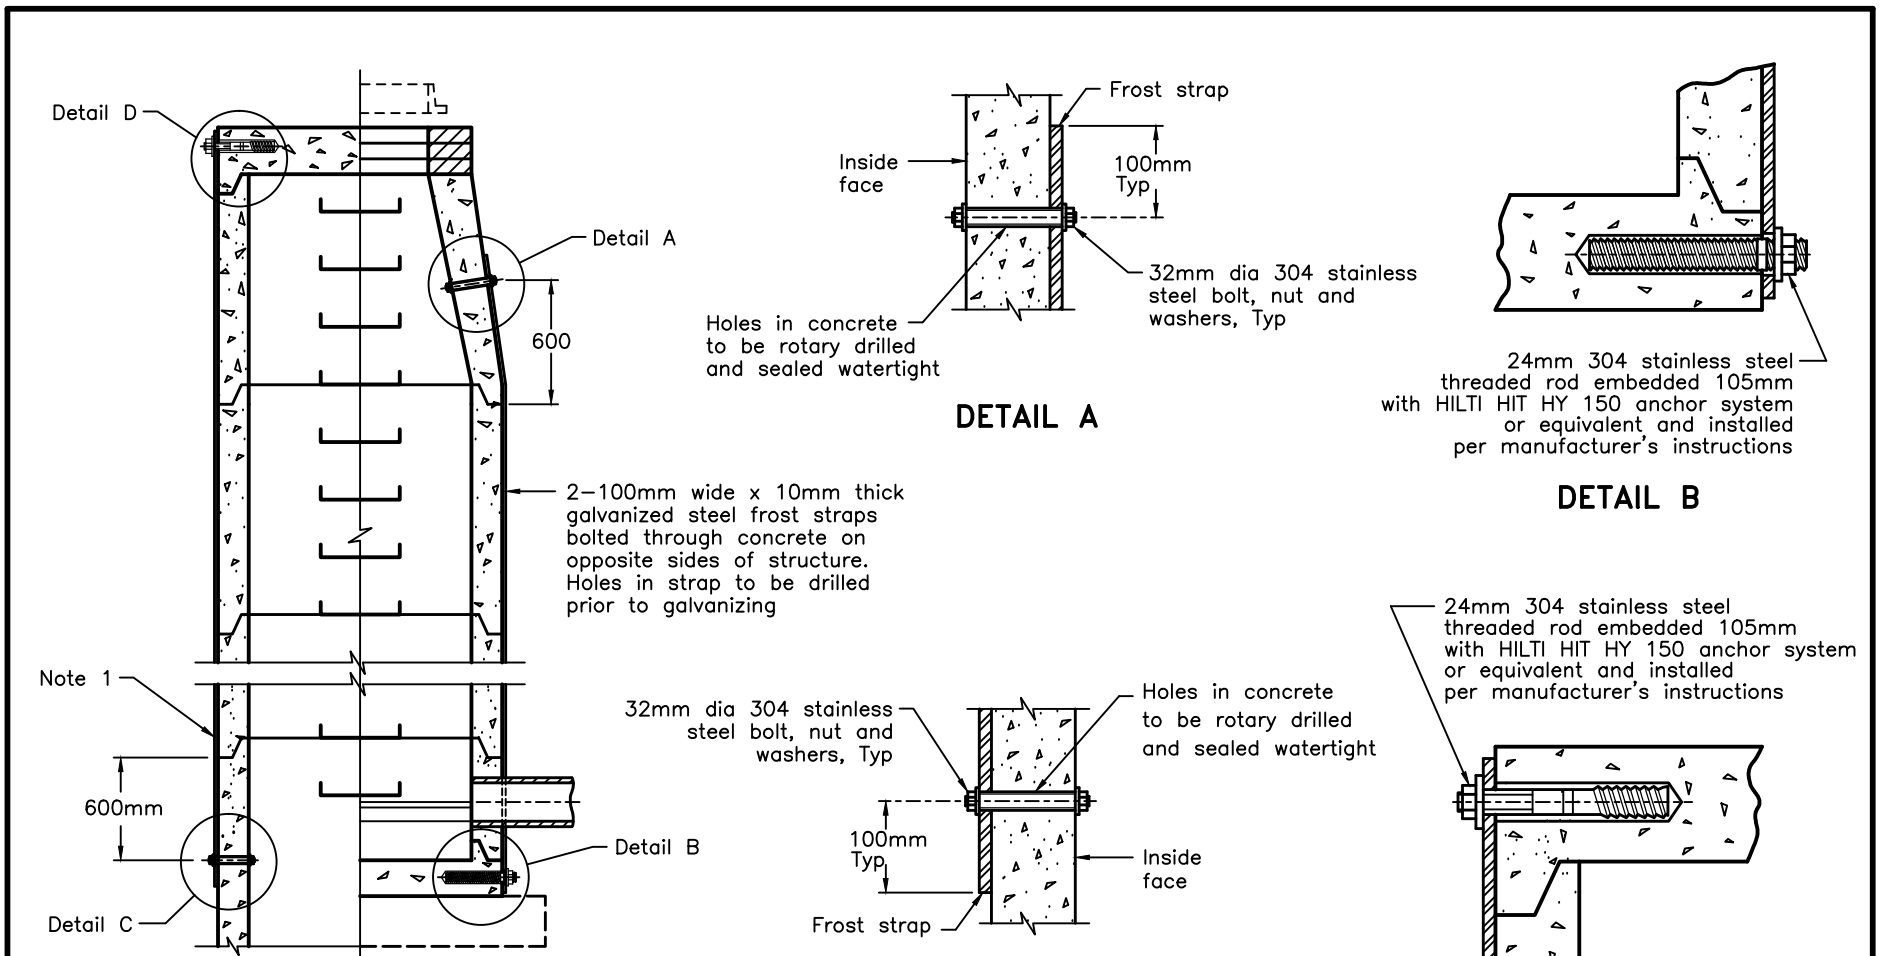 Detail D
Detail A
600
2-100mm wide x 10mm thick
galvanized steel frost straps
bolted through concrete on
opposite sides of structure.
Holes in strap to be drilled
prior to galvanizing
Note 1
600mm
Detail B
Detail C
Frost strap
Inside
face
100mm
Typ
32mm dia 304 stainless
steel bolt, nut and
washers, Typ
Holes in concrete
to be rotary drilled
and sealed watertight
DETAIL A
24mm 304 stainless steel
threaded rod embedded 105mm
with HILTI HIT HY 150 anchor system
or equivalent and installed
per manufacturer's instructions
DETAIL B
32mm dia 304 stainless
steel bolt, nut and
washers, Typ
Holes in concrete
to be rotary drilled
and sealed watertight
100mm
Typ
Inside
face
Frost strap
24mm 304 stainless steel
threaded rod embedded 105mm
with HILTI HIT HY 150 anchor system
or equivalent and installed
per manufacturer's instructions